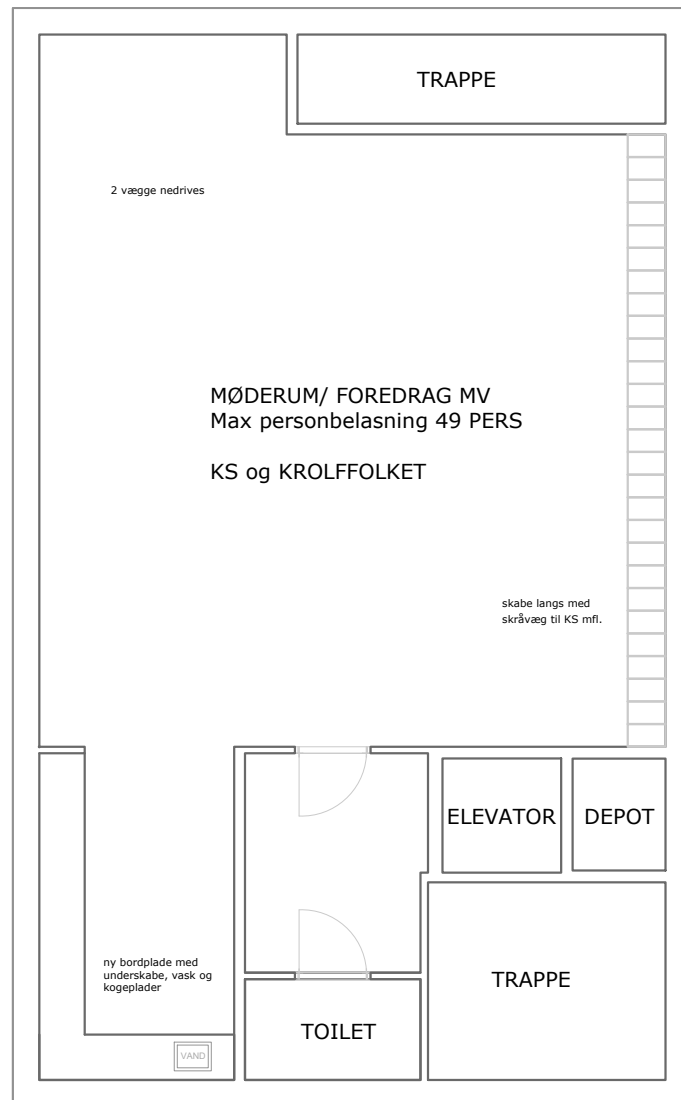 TRAPPE
2 vægge nedrives
MØDERUM/ FOREDRAG MV
Max personbelasning 49 PERS
KS og KROLFFOLKET
skabe langs med
skråvæg til KS mfl.
ELEVATOR
DEPOT
ny bordplade med
underskabe, vask og
kogeplader
TRAPPE
TOILET
VAND